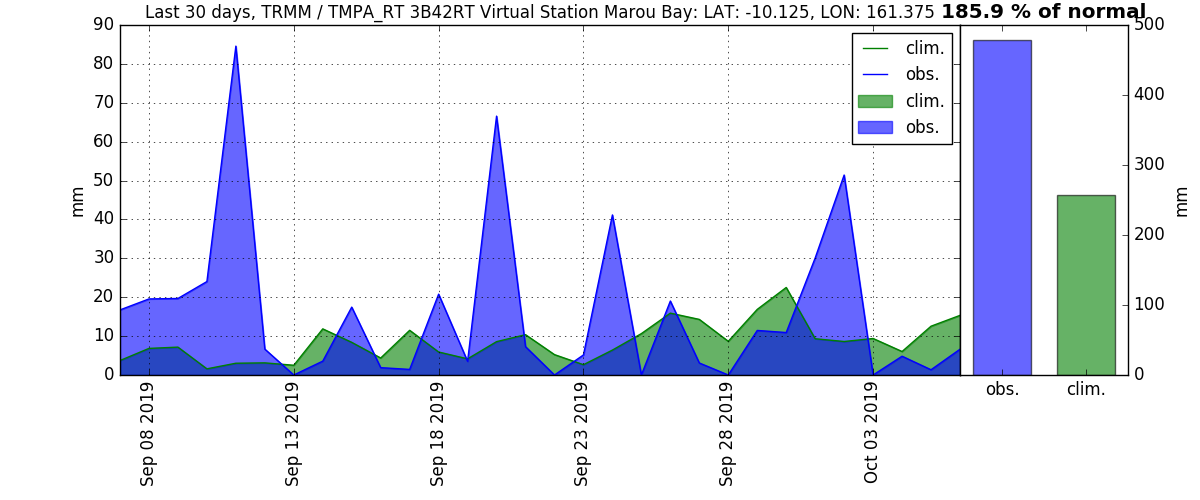 Last 30 days, TRMM / TMPA_RT 3B42RT Virtual Station Marou Bay: LAT: -10.125, LON: 161.375 185.9 % of normal
90
80
70
60
50
40
30
20
10
0
mm
Sep 08 2019
Sep 13 2019
Sep 18 2019
Sep 23 2019
Sep 28 2019
Oct 03 2019
clim.
obs.
clim.
obs.
500
400
300
200
100
0
mm
obs.
clim.